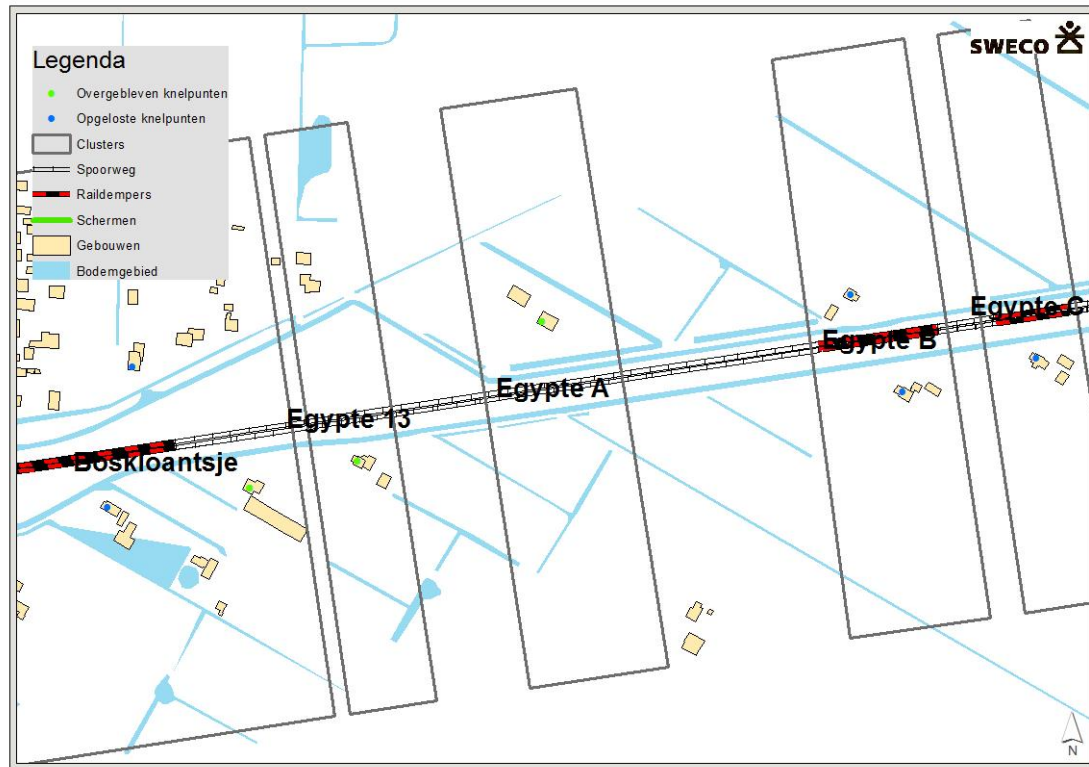 Legenda
Overgebleven knelpunten
Opgeloste knelpunten
Clusters
Spoorweg
Raildempers
Schermen
Gebouwen
Bodemgebied
SWECO
Egypte C
Egypte B
Egypte A
Egypte 13
Boskloantsje
N